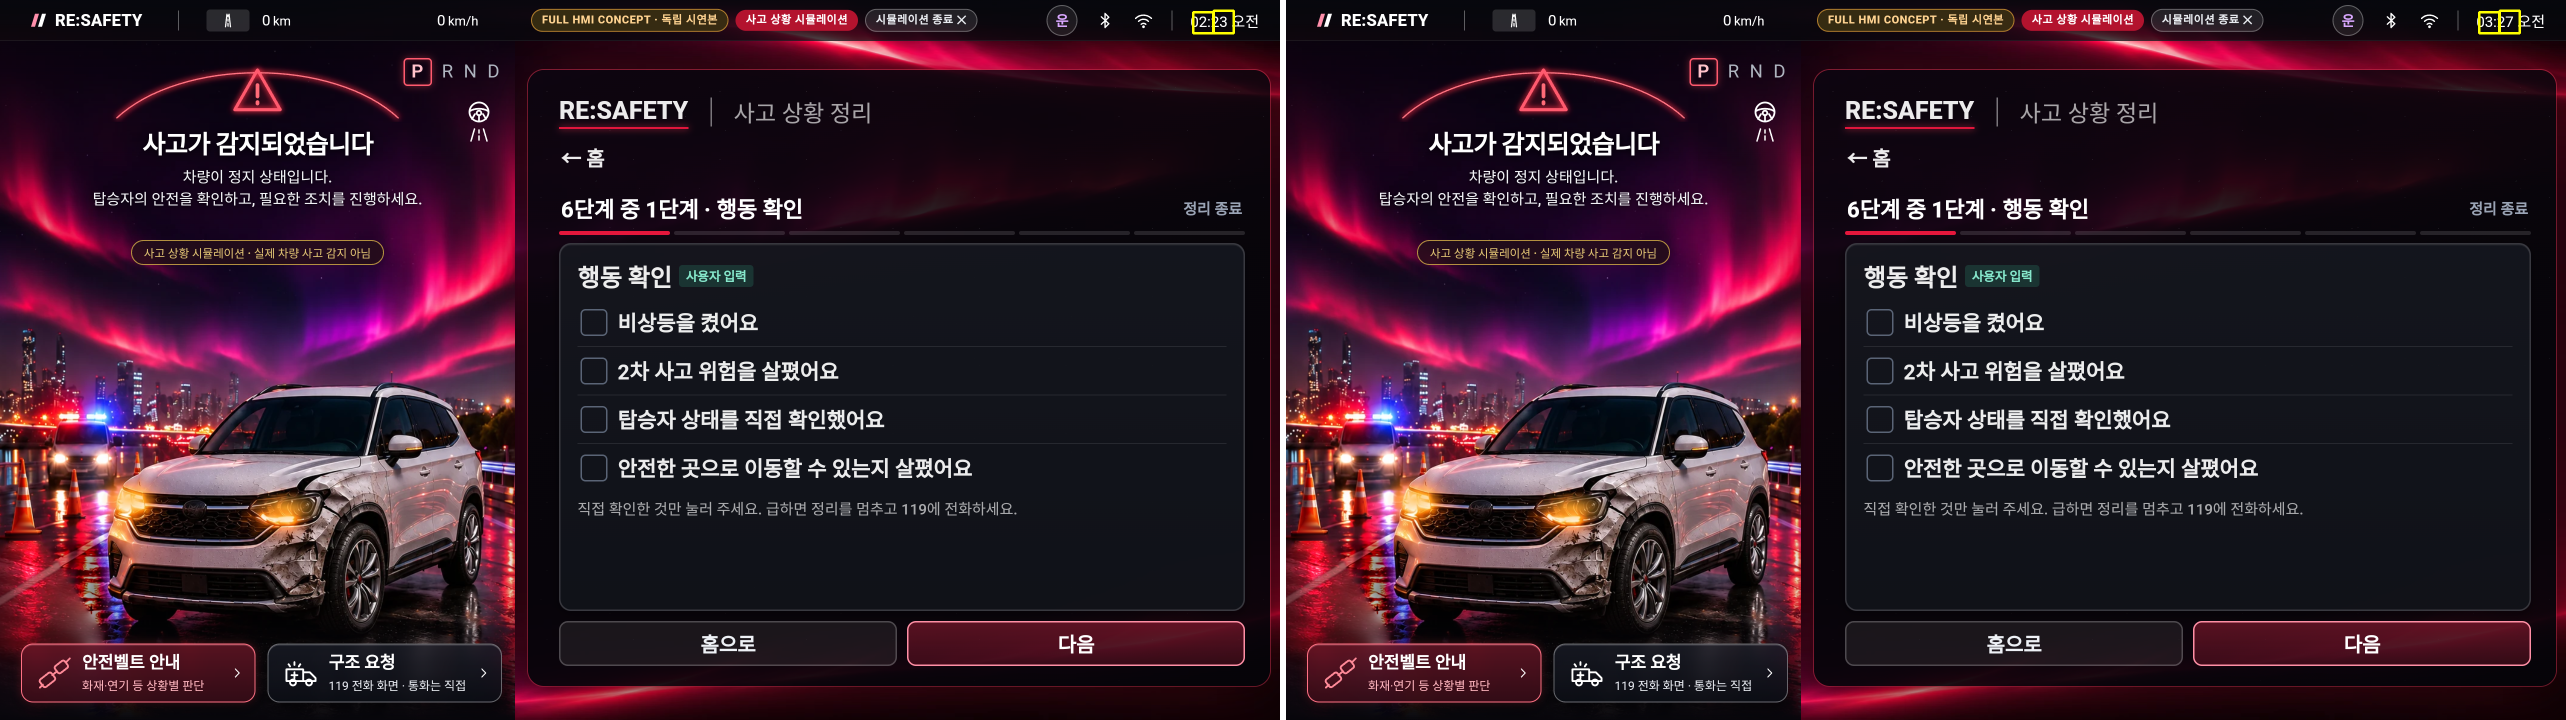 RE:SAFETY 0 km 0 km/h FULL HMI CONCEPT · 독립 시연본 사고 상황 시뮬레이션 시뮬레이션 종료 ✕ 운 02:23 오전
P R N D
사고가 감지되었습니다
차량이 정지 상태입니다.
탑승자의 안전을 확인하고, 필요한 조치를 진행하세요.
사고 상황 시뮬레이션 · 실제 차량 사고 감지 아님
안전벨트 안내
화재·연기 등 상황별 판단
구조 요청
119 전화 화면 · 통화는 직접
RE:SAFETY 사고 상황 정리
← 홈
6단계 중 1단계 · 행동 확인 정리 종료
행동 확인 사용자 입력
비상등을 켰어요
2차 사고 위험을 살폈어요
탑승자 상태를 직접 확인했어요
안전한 곳으로 이동할 수 있는지 살폈어요
직접 확인한 것만 눌러 주세요. 급하면 정리를 멈추고 119에 전화하세요.
홈으로 다음
RE:SAFETY 0 km 0 km/h FULL HMI CONCEPT · 독립 시연본 사고 상황 시뮬레이션 시뮬레이션 종료 ✕ 운 03:27 오전
P R N D
사고가 감지되었습니다
차량이 정지 상태입니다.
탑승자의 안전을 확인하고, 필요한 조치를 진행하세요.
사고 상황 시뮬레이션 · 실제 차량 사고 감지 아님
안전벨트 안내
화재·연기 등 상황별 판단
구조 요청
119 전화 화면 · 통화는 직접
RE:SAFETY 사고 상황 정리
← 홈
6단계 중 1단계 · 행동 확인 정리 종료
행동 확인 사용자 입력
비상등을 켰어요
2차 사고 위험을 살폈어요
탑승자 상태를 직접 확인했어요
안전한 곳으로 이동할 수 있는지 살폈어요
직접 확인한 것만 눌러 주세요. 급하면 정리를 멈추고 119에 전화하세요.
홈으로 다음